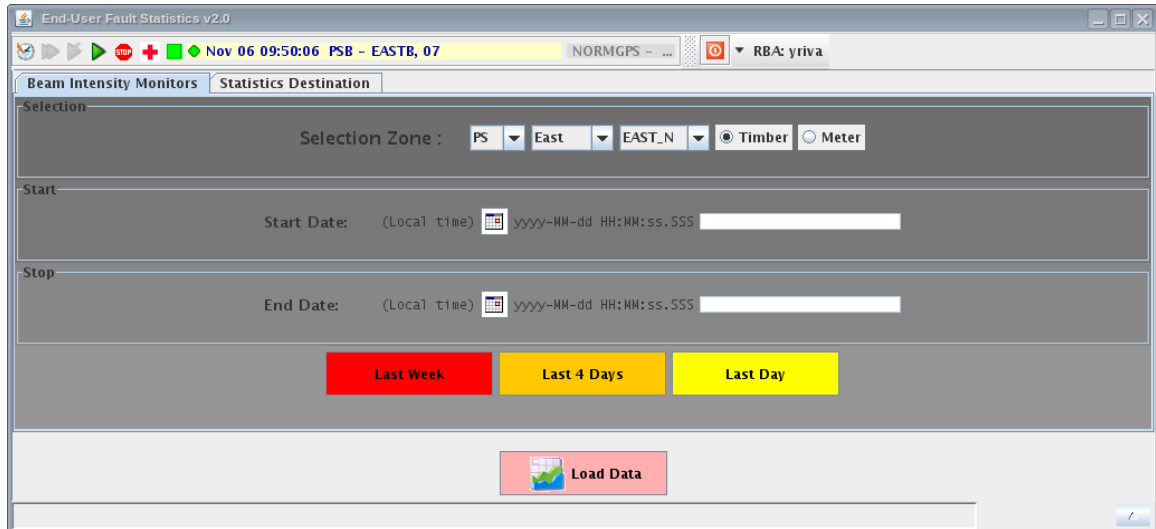 End-User Fault Statistics v2.0
STOP Nov 06 09:50:06 PSB - EASTB, 07 NORMGPS - ... RBA: yriva
Beam Intensity Monitors Statistics Destination
Selection
Selection Zone : PS East EAST_N Timber Meter
Start
Start Date: (Local time) yyyy-MM-dd HH:MM:ss.SSS
Stop
End Date: (Local time) yyyy-MM-dd HH:MM:ss.SSS
Last Week Last 4 Days Last Day
Load Data